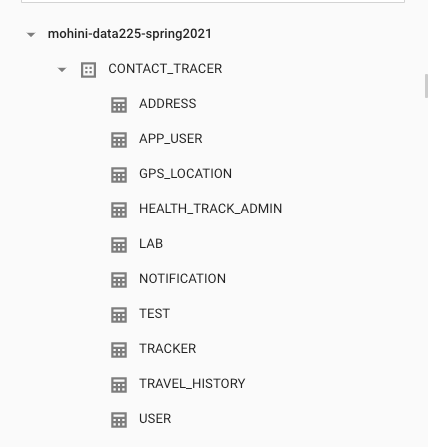 mohini-data225-spring2021
CONTACT_TRACER
ADDRESS
APP_USER
GPS_LOCATION
HEALTH_TRACK_ADMIN
LAB
NOTIFICATION
TEST
TRACKER
TRAVEL_HISTORY
USER